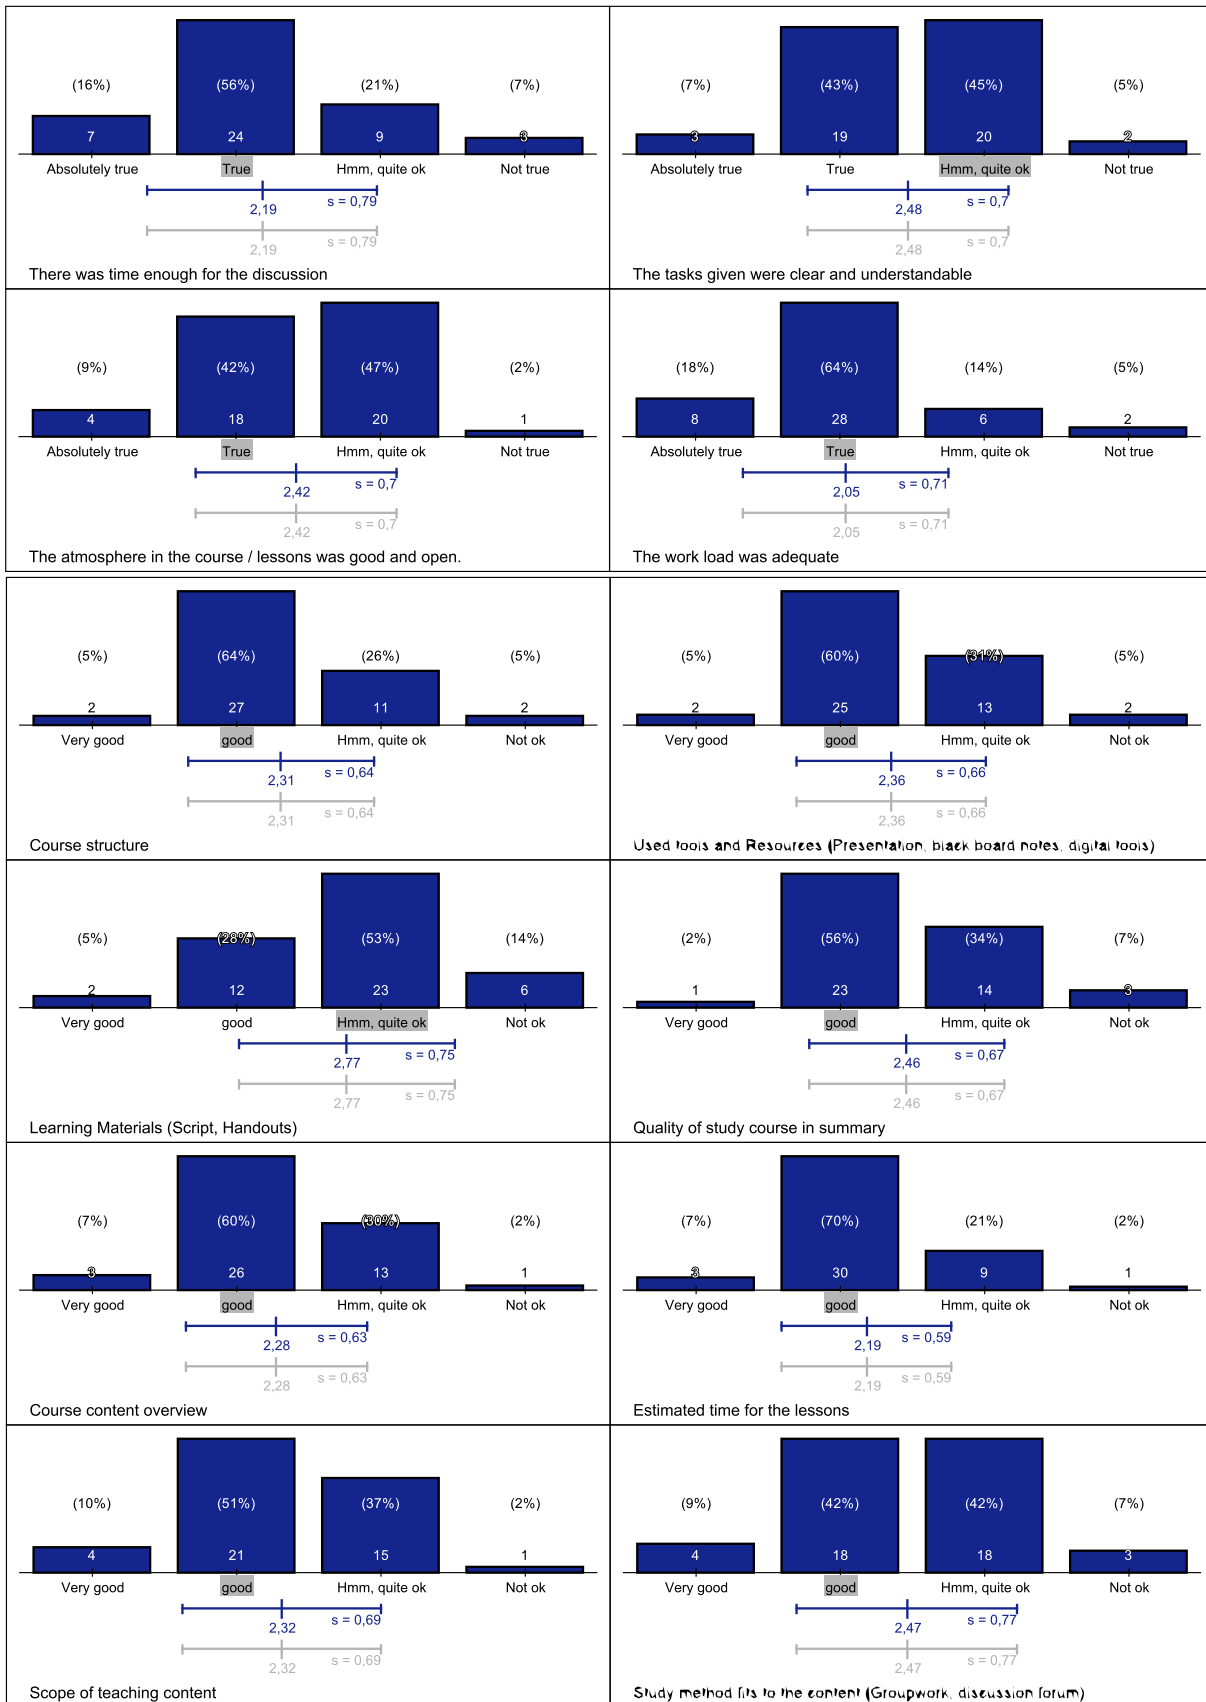 (16%) (56%) (21%) (7%)
7 24 9 3
Absolutely true True Hmm, quite ok Not true
2,19 s = 0,79
2,19 s = 0,79
There was time enough for the discussion
(7%) (43%) (45%) (5%)
3 19 20 2
Absolutely true True Hmm, quite ok Not true
2,48 s = 0,7
2,48 s = 0,7
The tasks given were clear and understandable
(9%) (42%) (47%) (2%)
4 18 20 1
Absolutely true True Hmm, quite ok Not true
2,42 s = 0,7
2,42 s = 0,7
The atmosphere in the course / lessons was good and open.
(18%) (64%) (14%) (5%)
8 28 6 2
Absolutely true True Hmm, quite ok Not true
2,05 s = 0,71
2,05 s = 0,71
The work load was adequate
(5%) (64%) (26%) (5%)
2 27 11 2
Very good good Hmm, quite ok Not ok
2,31 s = 0,64
2,31 s = 0,64
Course structure
(5%) (60%) (31%) (5%)
2 25 13 2
Very good good Hmm, quite ok Not ok
2,36 s = 0,66
2,36 s = 0,66
Used tools and Resources (Presentation, black board notes, digital tools)
(5%) (28%) (53%) (14%)
2 12 23 6
Very good good Hmm, quite ok Not ok
2,77 s = 0,75
2,77 s = 0,75
Learning Materials (Script, Handouts)
(2%) (56%) (34%) (7%)
1 23 14 3
Very good good Hmm, quite ok Not ok
2,46 s = 0,67
2,46 s = 0,67
Quality of study course in summary
(7%) (60%) (30%) (2%)
3 26 13 1
Very good good Hmm, quite ok Not ok
2,28 s = 0,63
2,28 s = 0,63
Course content overview
(7%) (70%) (21%) (2%)
3 30 9 1
Very good good Hmm, quite ok Not ok
2,19 s = 0,59
2,19 s = 0,59
Estimated time for the lessons
(10%) (51%) (37%) (2%)
4 21 15 1
Very good good Hmm, quite ok Not ok
2,32 s = 0,69
2,32 s = 0,69
Scope of teaching content
(9%) (42%) (42%) (7%)
4 18 18 3
Very good good Hmm, quite ok Not ok
2,47 s = 0,77
2,47 s = 0,77
Study method fits to the content (Groupwork, discussion forum)